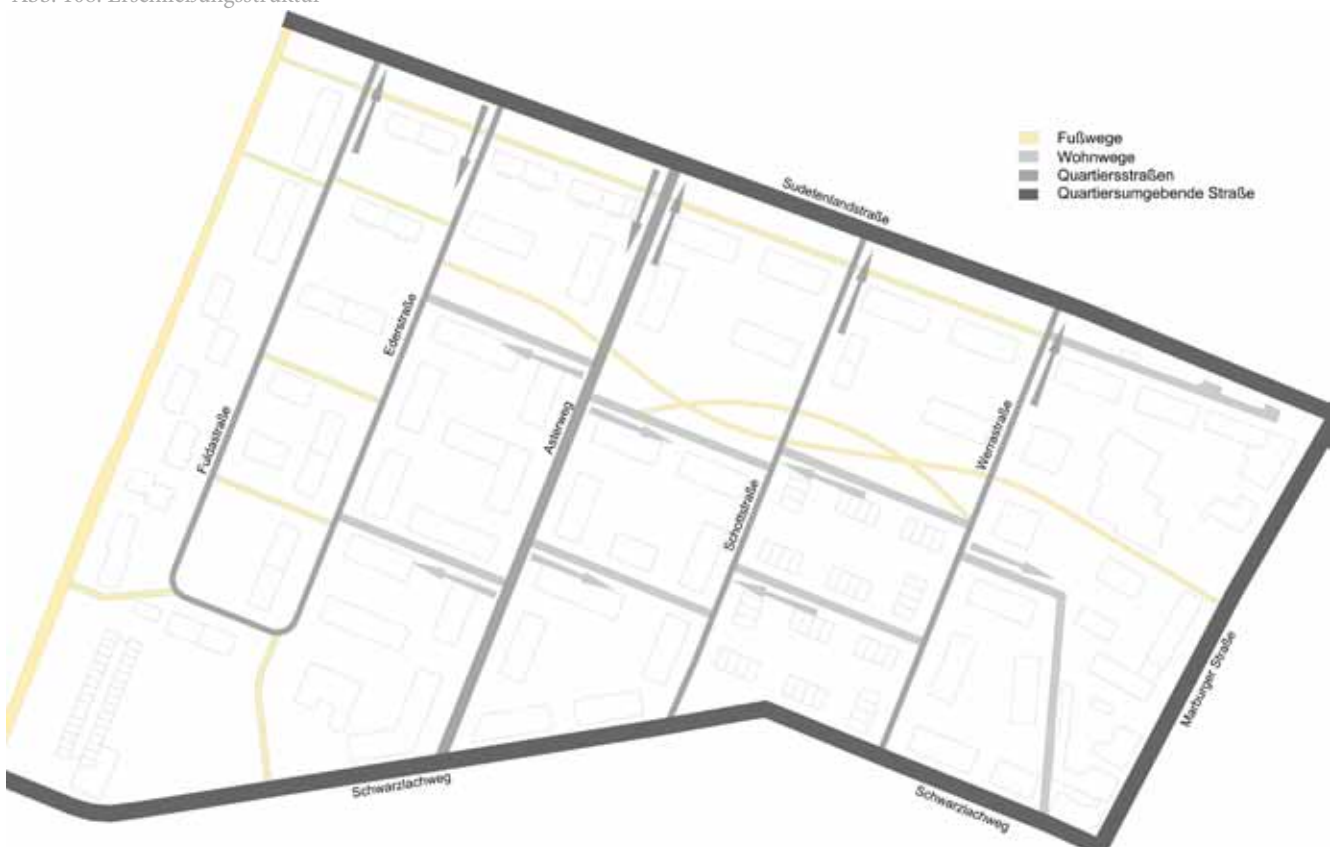 Abb. 108: Erschließungsstruktur
Fußwege
Wohnwege
Quartiersstraßen
Quartiersumgebende Straße
Sudetenlandstraße
Ederstraße
Fuldastraße
Asterweg
Schottstraße
Werrastraße
Marburger Straße
Schwarzlachweg
Schwarzlachweg